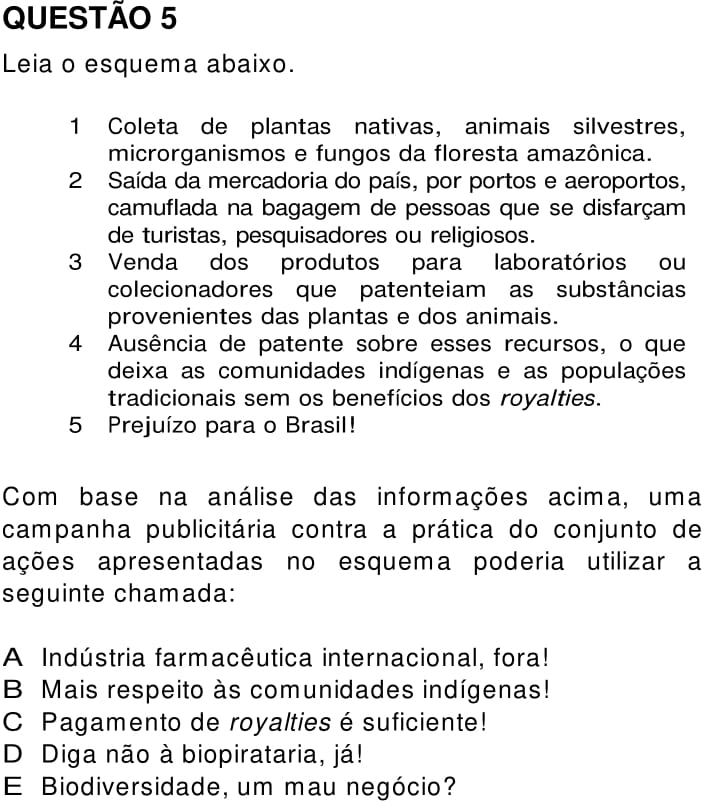 QUESTÃO 5
Leia o esquema abaixo.
1 Coleta de plantas nativas, animais silvestres,
microrganismos e fungos da floresta amazônica.
2 Saída da mercadoria do país, por portos e aeroportos,
camuflada na bagagem de pessoas que se disfarçam
de turistas, pesquisadores ou religiosos.
3 Venda dos produtos para laboratórios ou
colecionadores que patenteiam as substâncias
provenientes das plantas e dos animais.
4 Ausência de patente sobre esses recursos, o que
deixa as comunidades indígenas e as populações
tradicionais sem os benefícios dos royalties.
5 Prejuízo para o Brasil!
Com base na análise das informações acima, uma
campanha publicitária contra a prática do conjunto de
ações apresentadas no esquema poderia utilizar a
seguinte chamada:
A Indústria farmacêutica internacional, fora!
B Mais respeito às comunidades indígenas!
C Pagamento de royalties é suficiente!
D Diga não à biopirataria, já!
E Biodiversidade, um mau negócio?